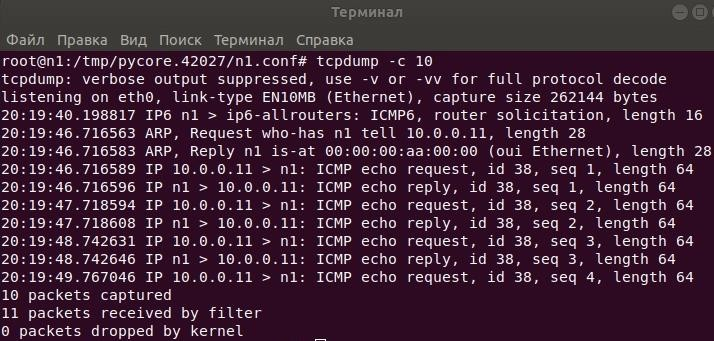 Терминал
Файл Правка Вид Поиск Терминал Справка
root@n1:/tmp/pycore.42027/n1.conf# tcpdump -c 10
tcpdump: verbose output suppressed, use -v or -vv for full protocol decode
listening on eth0, link-type EN10MB (Ethernet), capture size 262144 bytes
20:19:40.198817 IP6 n1 > ip6-allrouters: ICMP6, router solicitation, length 16
20:19:46.716563 ARP, Request who-has n1 tell 10.0.0.11, length 28
20:19:46.716583 ARP, Reply n1 is-at 00:00:00:aa:00:00 (oui Ethernet), length 28
20:19:46.716589 IP 10.0.0.11 > n1: ICMP echo request, id 38, seq 1, length 64
20:19:46.716596 IP n1 > 10.0.0.11: ICMP echo reply, id 38, seq 1, length 64
20:19:47.718594 IP 10.0.0.11 > n1: ICMP echo request, id 38, seq 2, length 64
20:19:47.718608 IP n1 > 10.0.0.11: ICMP echo reply, id 38, seq 2, length 64
20:19:48.742631 IP 10.0.0.11 > n1: ICMP echo request, id 38, seq 3, length 64
20:19:48.742646 IP n1 > 10.0.0.11: ICMP echo reply, id 38, seq 3, length 64
20:19:49.767046 IP 10.0.0.11 > n1: ICMP echo request, id 38, seq 4, length 64
10 packets captured
11 packets received by filter
0 packets dropped by kernel